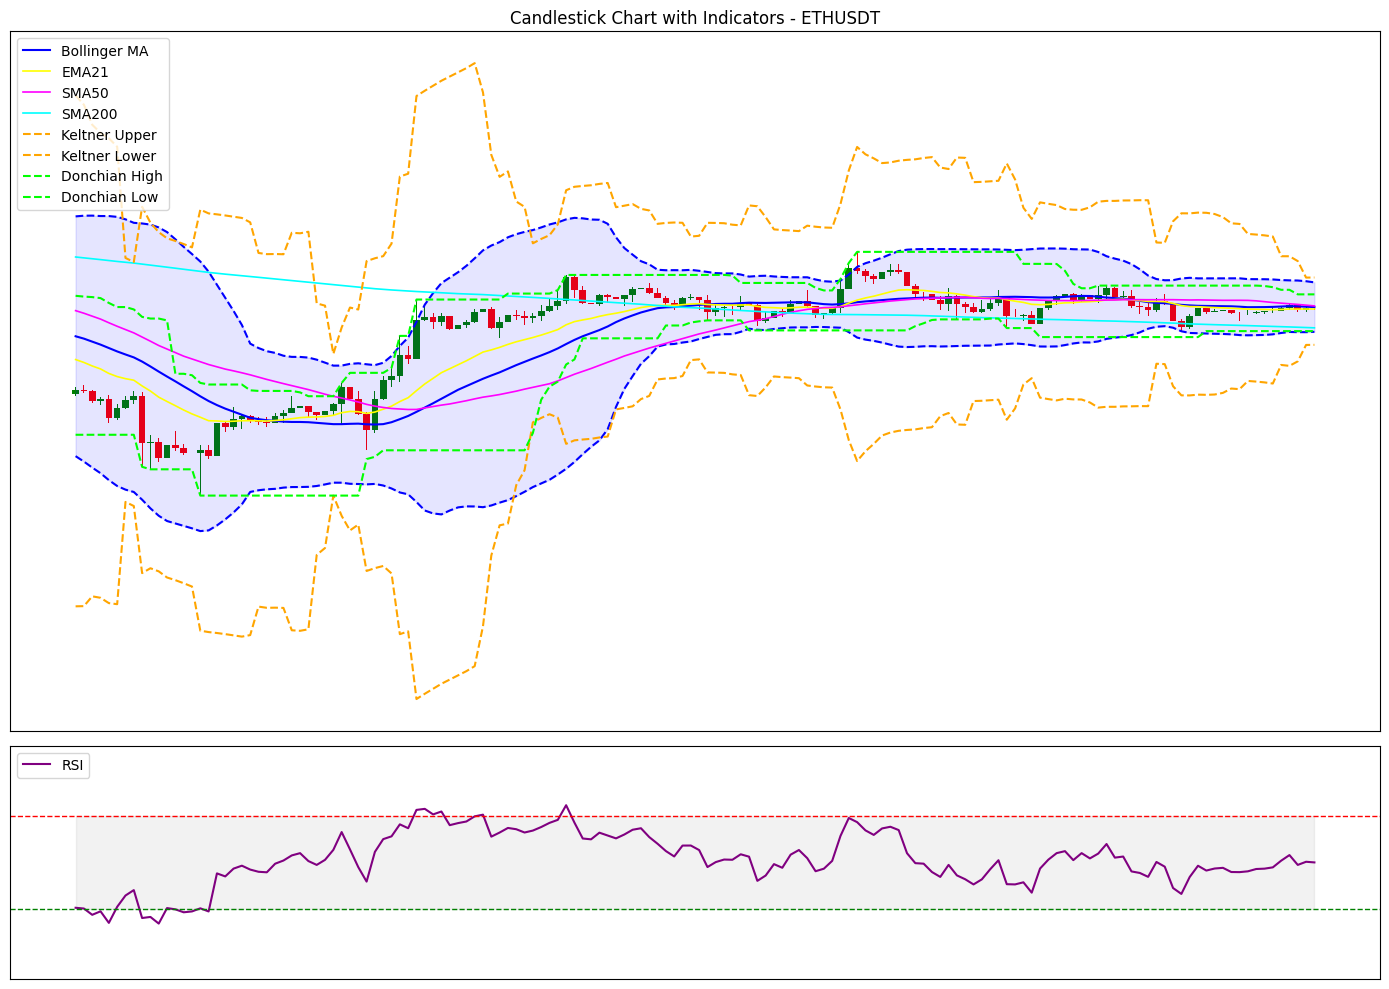 Candlestick Chart with Indicators - ETHUSDT
Bollinger MA
EMA21
SMA50
SMA200
Keltner Upper
Keltner Lower
Donchian High
Donchian Low
RSI